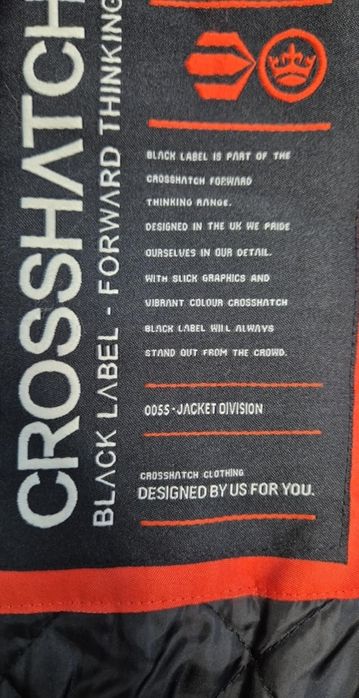 CROSSHATCH
BLACK LABEL - FORWARD THINKING
BLACK LABEL IS PART OF THE
CROSSHATCH FORWARD
THINKING RANGE.
DESIGNED IN THE UK WE PRIDE
OURSELVES IN OUR DETAIL.
WITH SLICK GRAPHICS AND
VIBRANT COLOUR CROSSHATCH
BLACK LABEL WILL ALWAYS
STAND OUT FROM THE CROWD.
0055-JACKET DIVISION
CROSSHATCH CLOTHING
DESIGNED BY US FOR YOU.